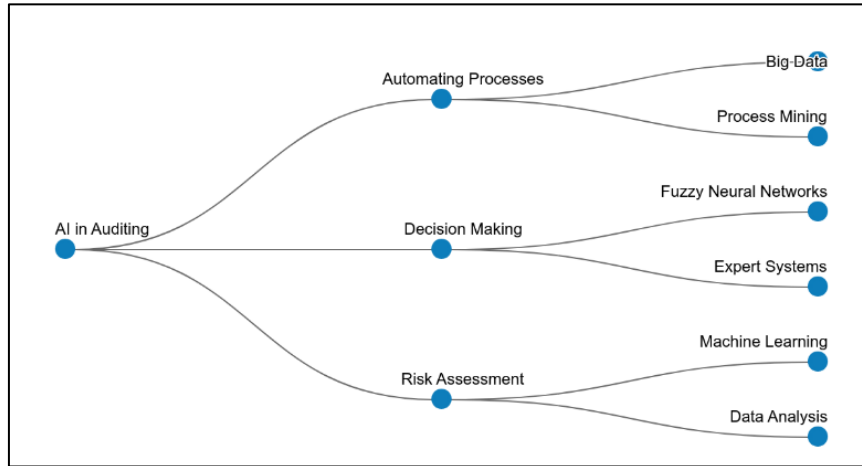 AI in Auditing
Automating Processes
Big Data
Process Mining
Decision Making
Fuzzy Neural Networks
Expert Systems
Risk Assessment
Machine Learning
Data Analysis